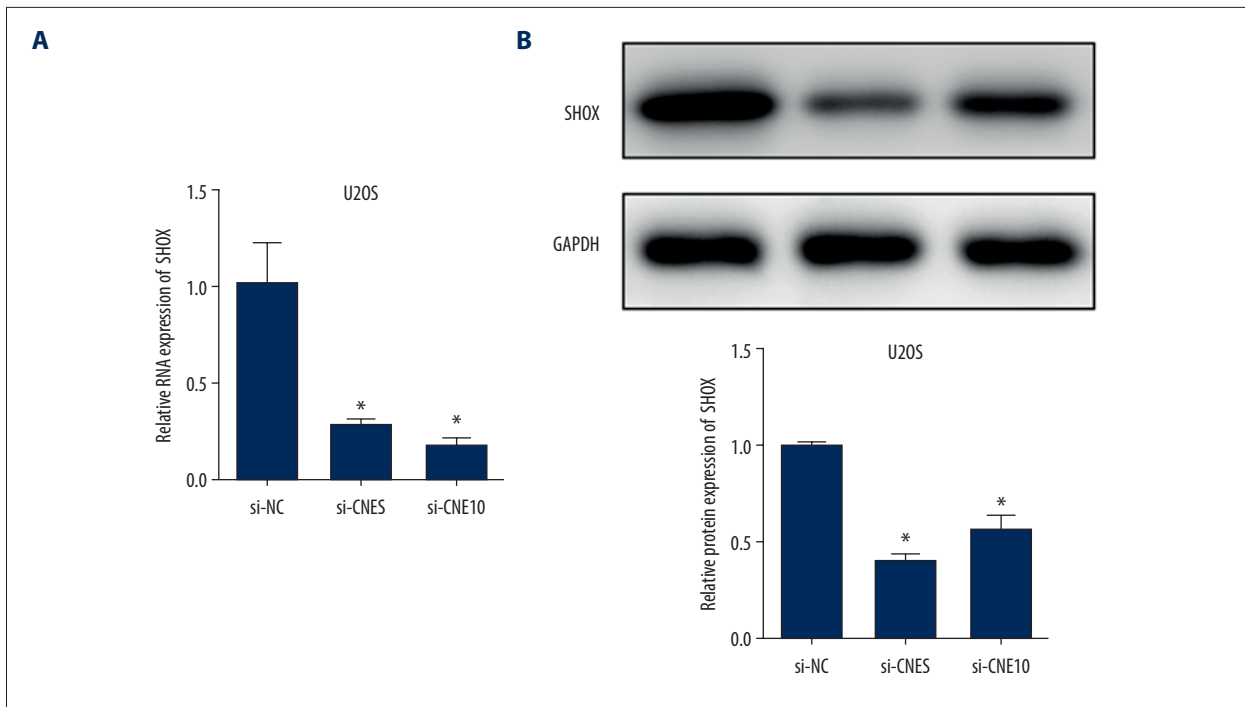 A
Relative RNA expression of SHOX
U2OS
1.5
1.0
0.5
0.0
*
*
si-NC
si-CNES
si-CNE10
B
SHOX
GAPDH
Relative protein expression of SHOX
U2OS
1.5
1.0
0.5
0.0
*
*
si-NC
si-CNES
si-CNE10